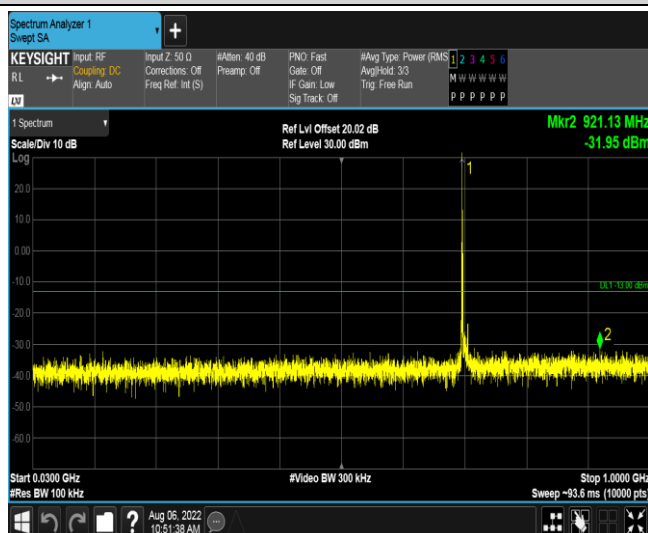 Spectrum Analyzer 1
Swept SA
+
KEYSIGHT
RL
LXI
Input: RF
Coupling: DC
Align: Auto
Input Z: 50 Ω
Corrections: Off
Freq Ref: Int (S)
#Atten: 40 dB
Preamp: Off
PNO: Fast
Gate: Off
IF Gain: Low
Sig Track: Off
#Avg Type: Power (RMS
Avg|Hold: 3/3
Trig: Free Run
1 2 3 4 5 6
M W W W W W
P P P P P P
1 Spectrum
Scale/Div 10 dB
Log
Ref Lvl Offset 20.02 dB
Ref Level 30.00 dBm
Mkr2 921.13 MHz
-31.95 dBm
20.0
10.0
0.00
-10.0
-20.0
-30.0
-40.0
-50.0
-60.0
1
DL1 -13.00 dBm
2
Start 0.0300 GHz
#Res BW 100 kHz
#Video BW 300 kHz
Stop 1.0000 GHz
Sweep ~93.6 ms (10000 pts)
?
Aug 06, 2022
10:51:38 AM